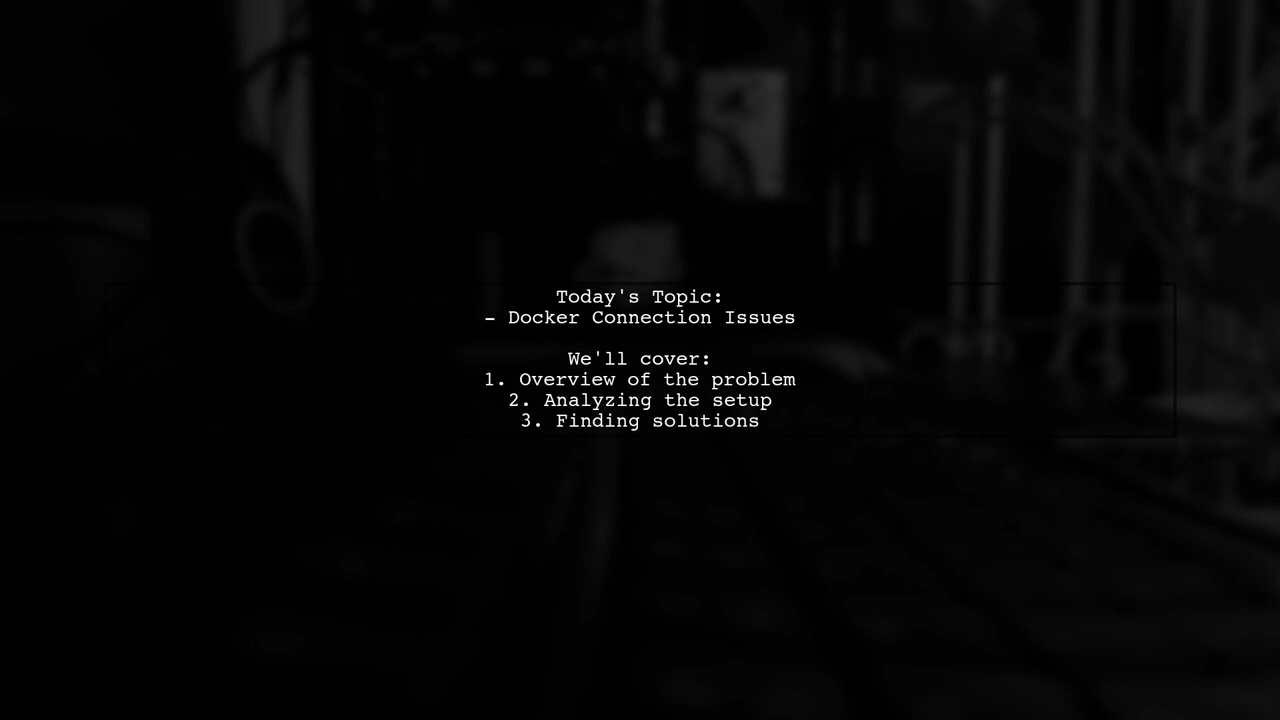 Today's Topic:
- Docker Connection Issues
We'll cover:
1. Overview of the problem
2. Analyzing the setup
3. Finding solutions